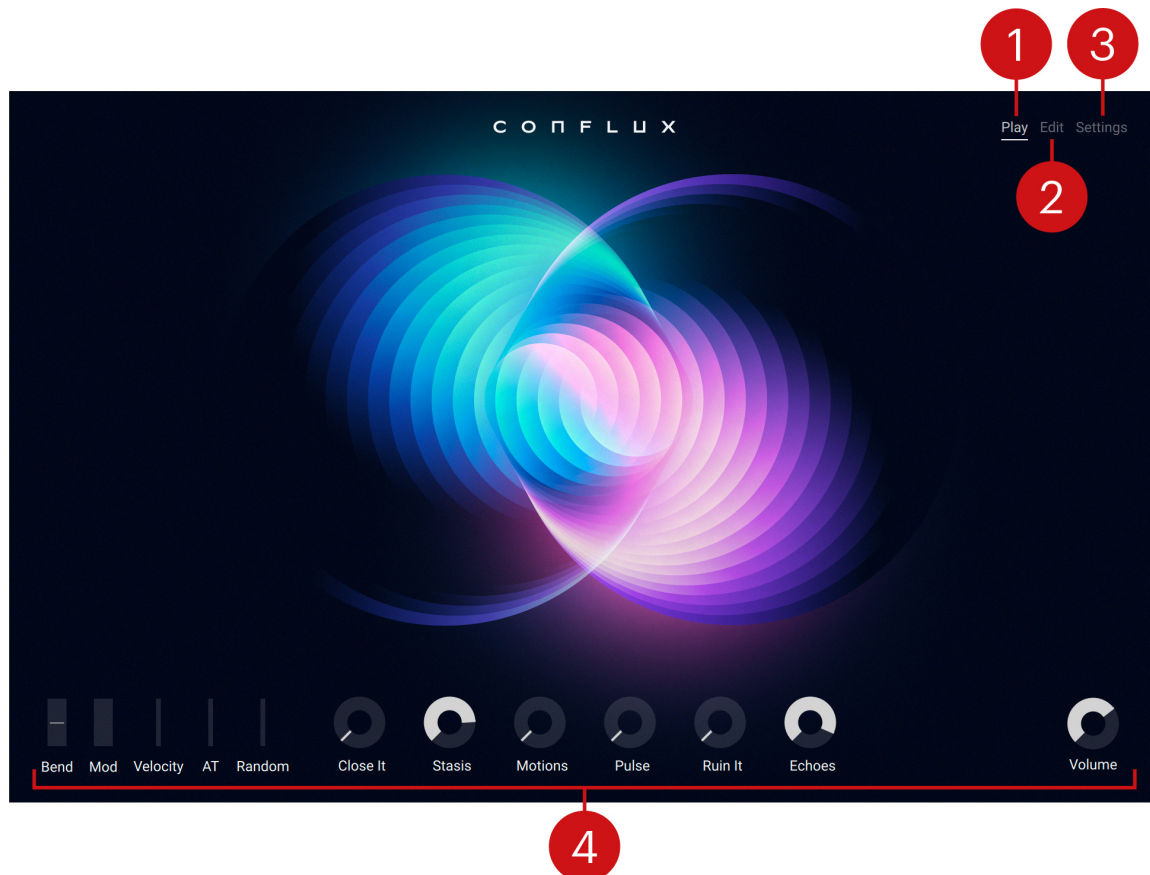 1 3
CONFLUX
Play Edit Settings
2
Bend Mod Velocity AT Random Close It Stasis Motions Pulse Ruin It Echoes Volume
4